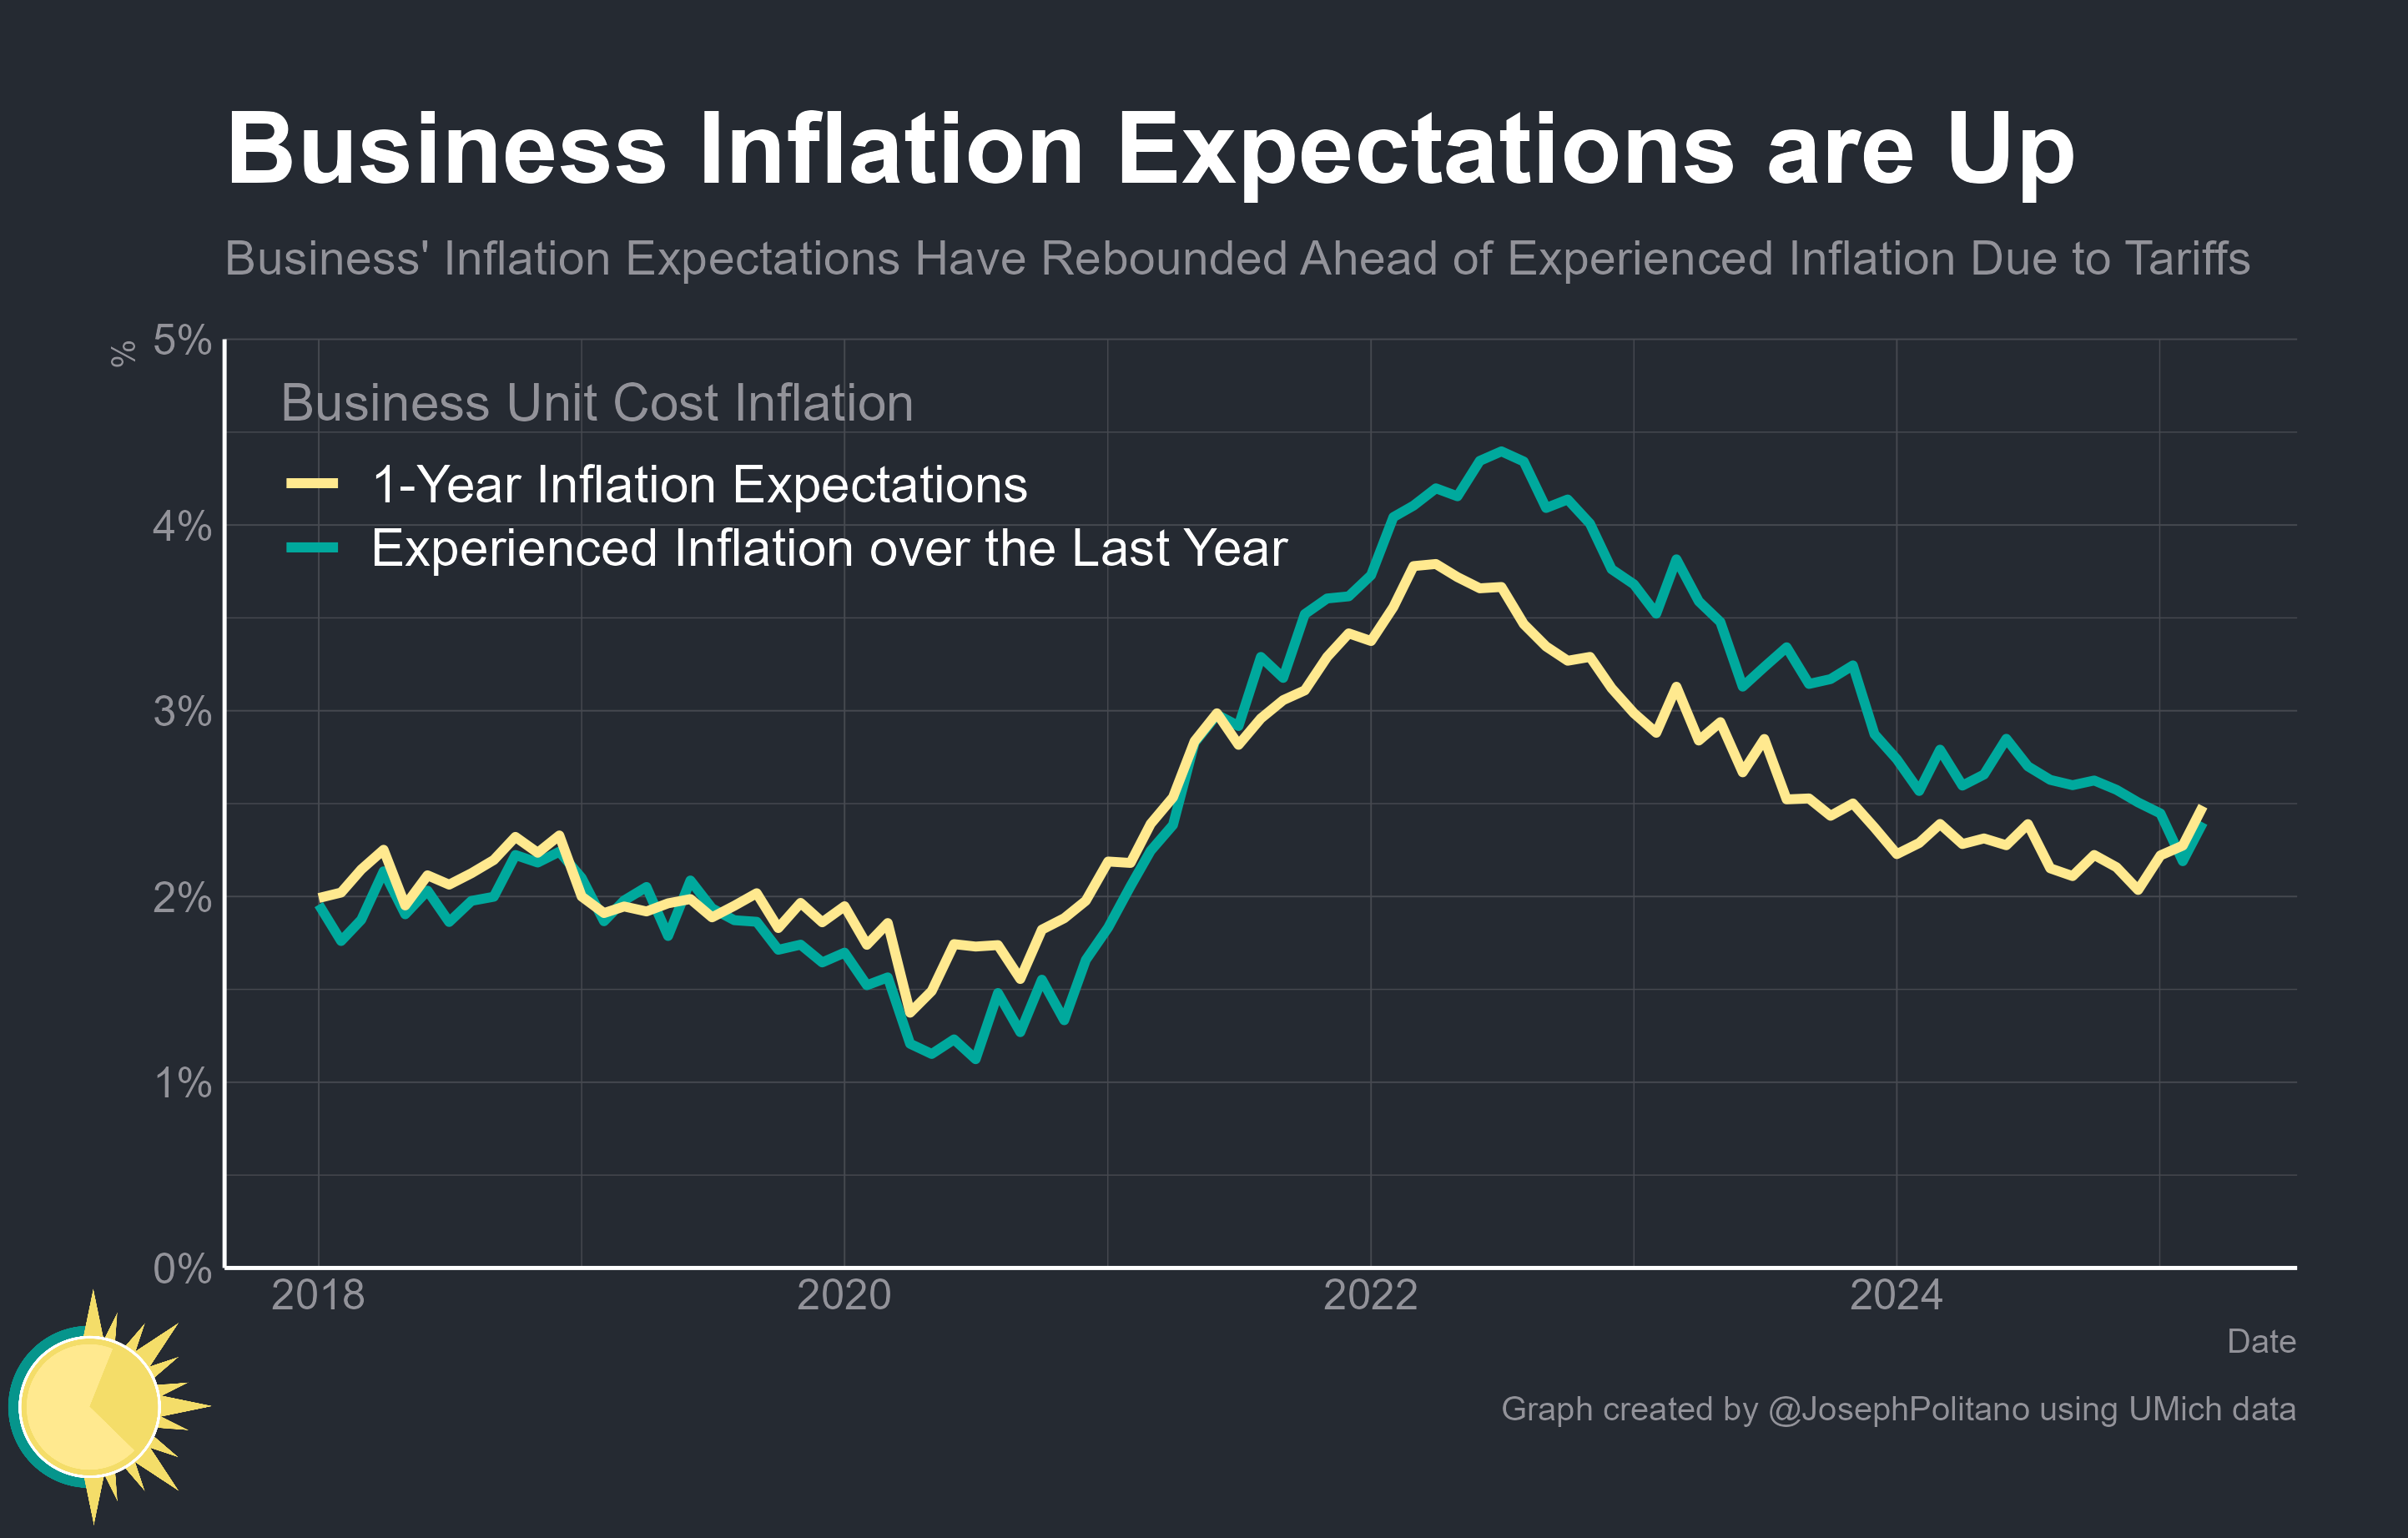 Business Inflation Expectations are Up
Business' Inflation Expectations Have Rebounded Ahead of Experienced Inflation Due to Tariffs
%
5%
Business Unit Cost Inflation
1-Year Inflation Expectations
4%
Experienced Inflation over the Last Year
3%
2%
1%
0%
2018 2020 2022 2024
Date
Graph created by @JosephPolitano using UMich data